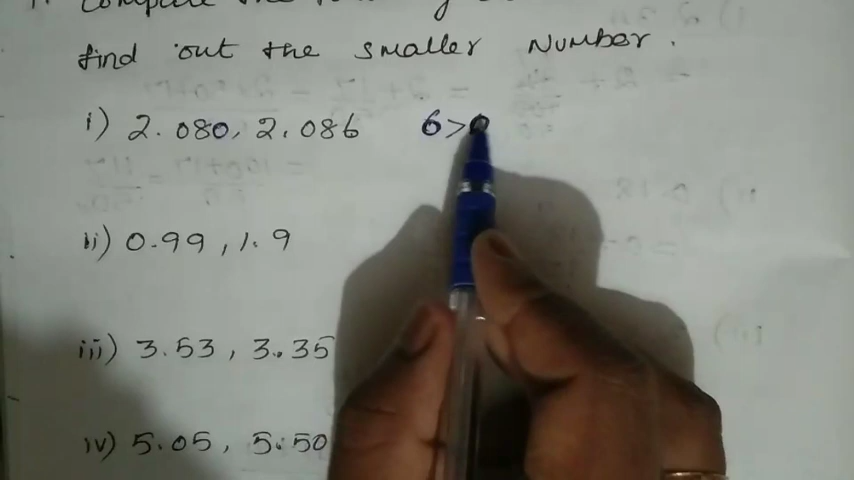 find out the smaller Number.
i) 2.080, 2.086 6>0
ii) 0.99, 1.9
iii) 3.53, 3.35
iv) 5.05, 5.50